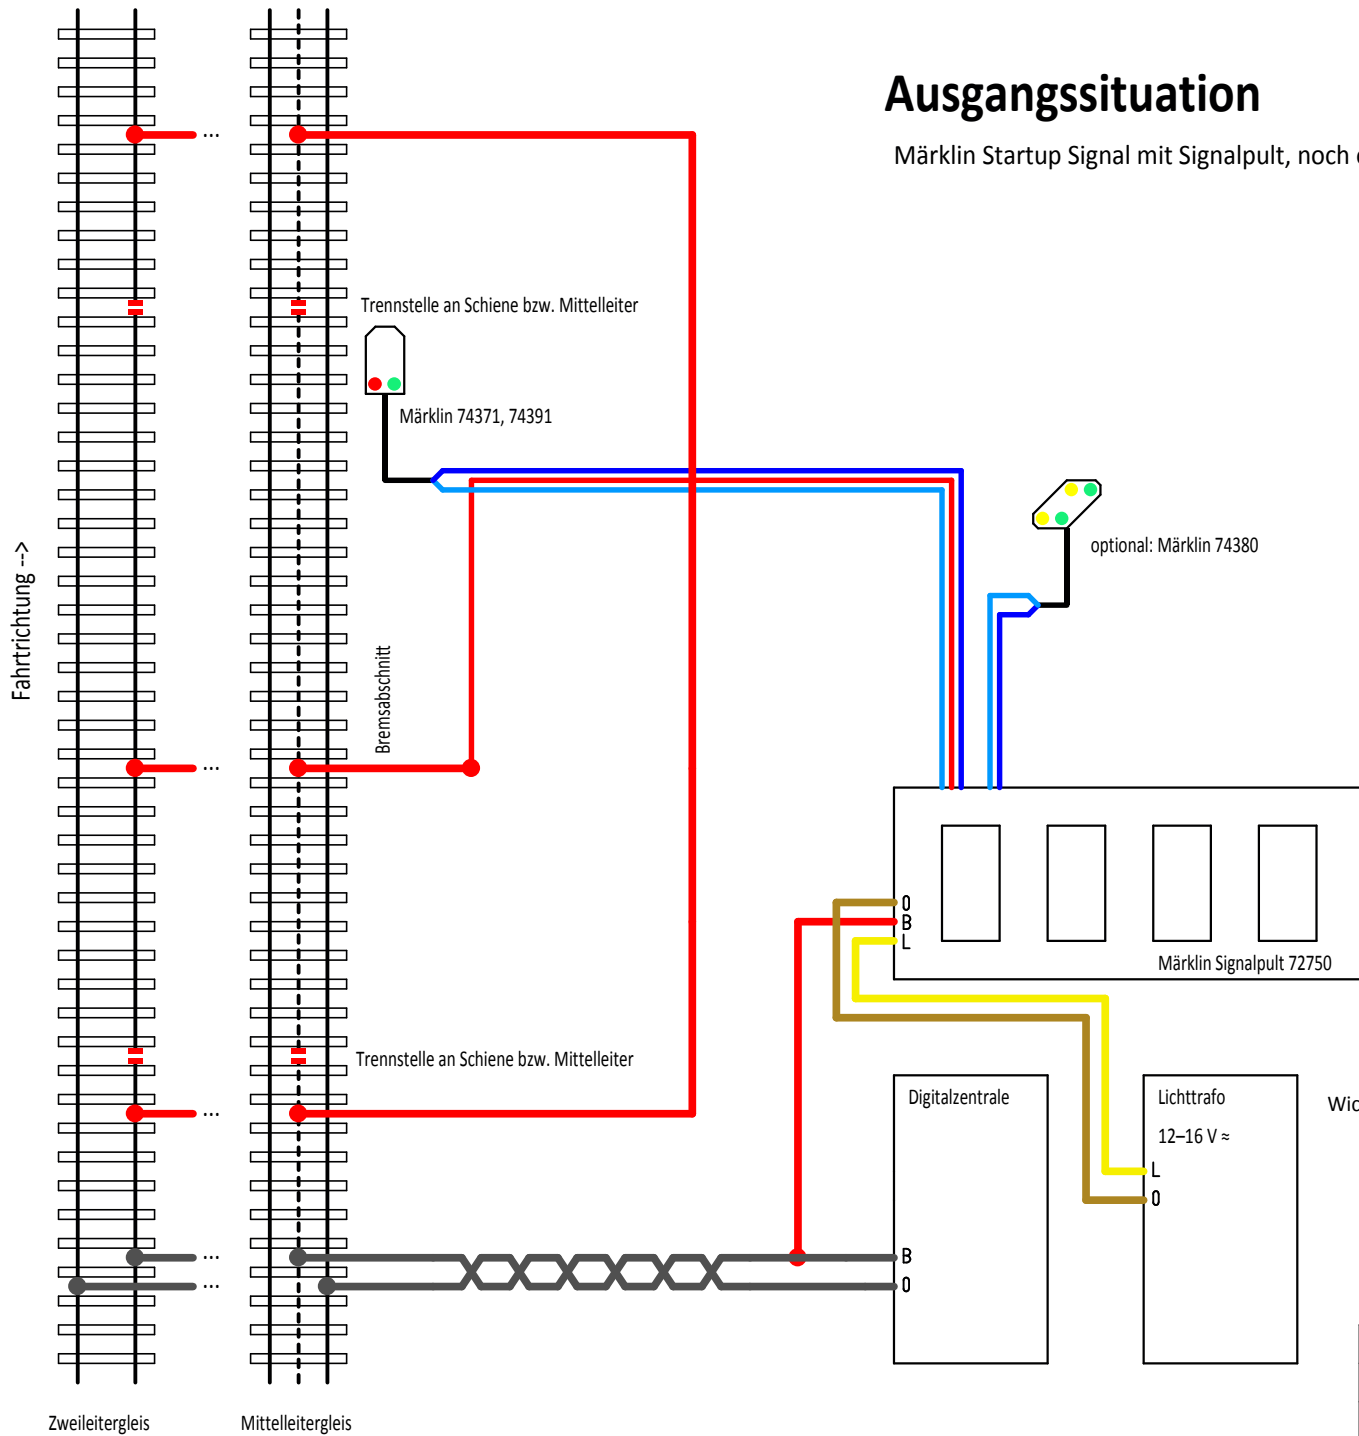 Ausgangssituation
Märklin Startup Signal mit Signalpult, noch
...
Trennstelle an Schiene bzw. Mittelleiter
Märklin 74371, 74391
optional: Märklin 74380
Fahrtrichtung -->
Bremsabschnitt
...
0
B
L
Märklin Signalpult 72750
Trennstelle an Schiene bzw. Mittelleiter
...
Digitalzentrale
Lichttrafo
12–16 V ≈
L
0
...
B
...
0
Zweileitergleis
Mittelleitergleis